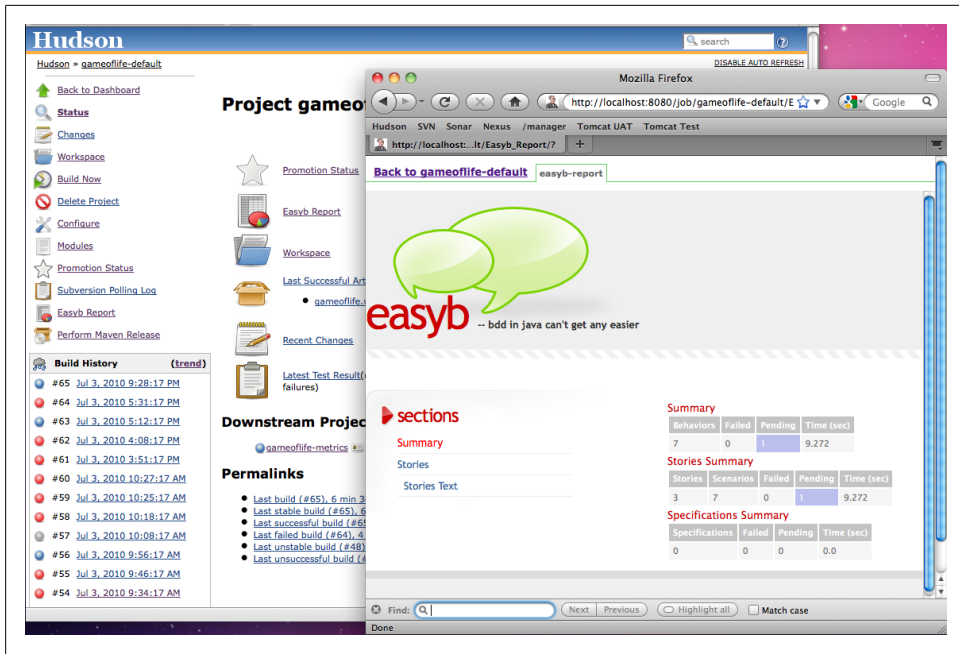 Hudson
search
Hudson » gameoflife-default
DISABLE AUTO REFRESH
Back to Dashboard
Status
Changes
Workspace
Build Now
Delete Project
Configure
Modules
Promotion Status
Subversion Polling Log
Easyb Report
Perform Maven Release
Build History (trend)
#65 Jul 3, 2010 9:28:17 PM
#64 Jul 3, 2010 5:31:17 PM
#63 Jul 3, 2010 5:12:17 PM
#62 Jul 3, 2010 4:08:17 PM
#61 Jul 3, 2010 3:51:17 PM
#60 Jul 3, 2010 10:27:17 AM
#59 Jul 3, 2010 10:25:17 AM
#58 Jul 3, 2010 10:18:17 AM
#57 Jul 3, 2010 10:08:17 AM
#56 Jul 3, 2010 9:56:17 AM
#55 Jul 3, 2010 9:46:17 AM
#54 Jul 3, 2010 9:34:17 AM
Project gameo
Promotion Status
Easyb Report
Workspace
Last Successful Art
gameoflife.
Recent Changes
Latest Test Result(
failures)
Downstream Projec
gameoflife-metrics
Permalinks
Last build (#65), 6 min 3
Last stable build (#65), 6
Last successful build (#65
Last failed build (#64), 4
Last unstable build (#48)
Last unsuccessful build (#
Mozilla Firefox
http://localhost:8080/job/gameoflife-default/E
Google
Hudson SVN Sonar Nexus /manager Tomcat UAT Tomcat Test
http://localhost:...lt/Easyb_Report/?
Back to gameoflife-default easyb-report
easyb -- bdd in java can't get any easier
sections
Summary
Stories
Stories Text
Summary
Behaviors Failed Pending Time (sec)
7 0 1 9.272
Stories Summary
Stories Scenarios Failed Pending Time (sec)
3 7 0 1 9.272
Specifications Summary
Specifications Failed Pending Time (sec)
0 0 0 0.0
Find: Next Previous Highlight all Match case
Done